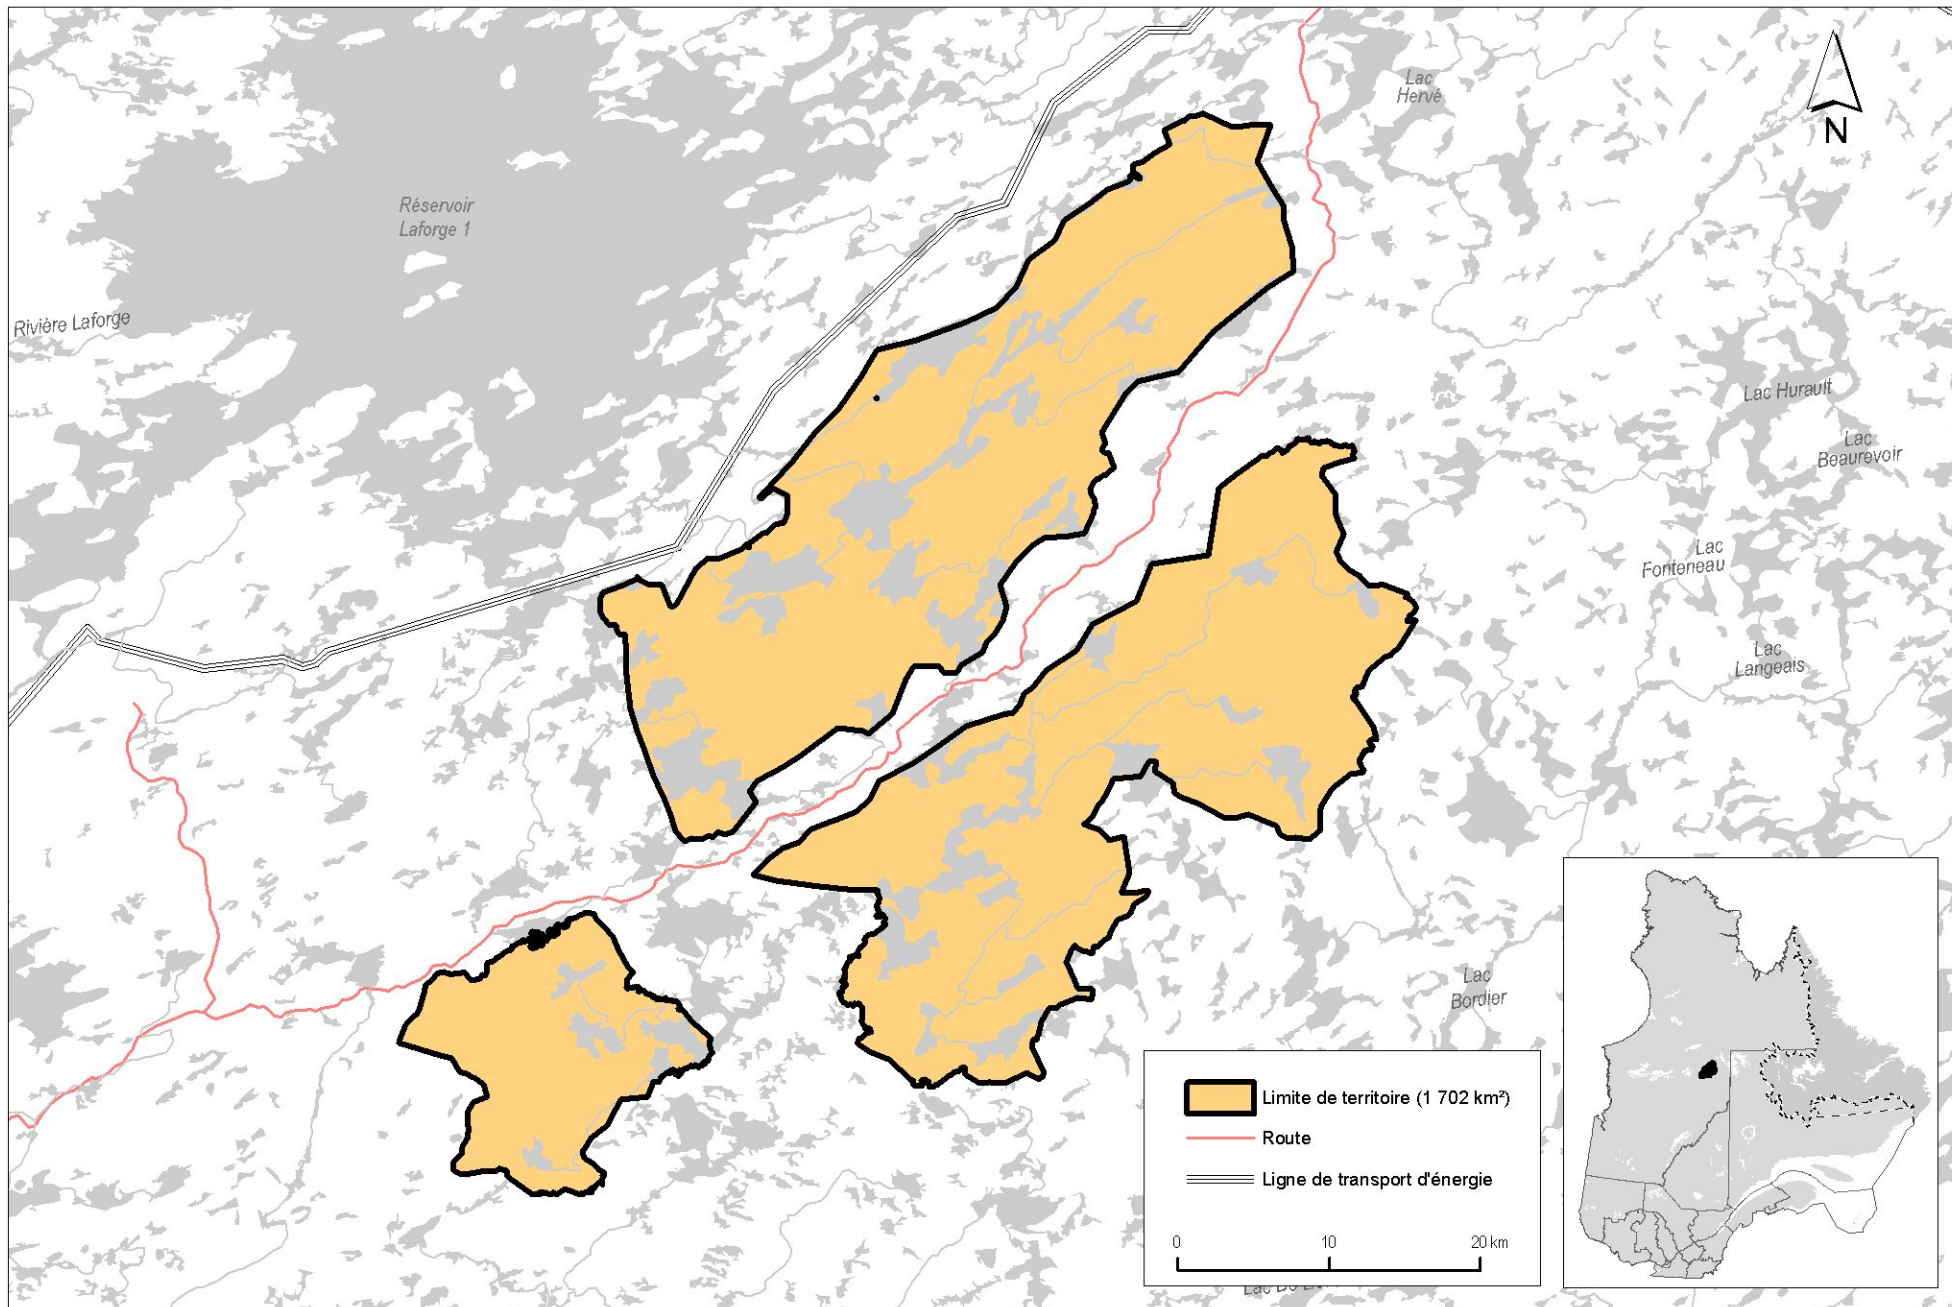 Lac
Hervé
N
Réservoir
Laforge 1
Rivière Laforge
Lac Hurault
Lac
Beaurevoir
Lac
Fonteneau
Lac
Langeais
Lac
Bordier
Limite de territoire (1 702 km²)
Route
Ligne de transport d'énergie
0 10 20 km